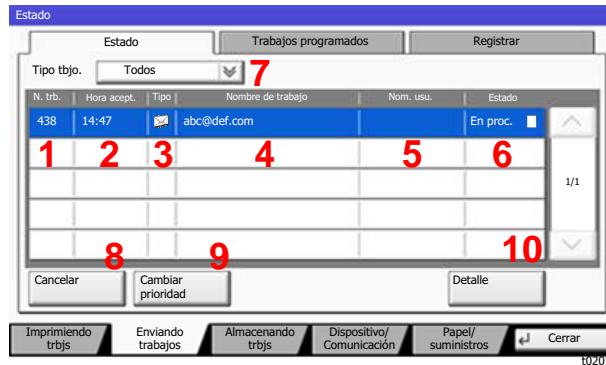 Estado
Estado Trabajos programados Registrar
Tipo tbjo. Todos 7
N. trb. Hora acept. Tipo Nombre de trabajo Nom. usu. Estado
438 14:47 abc@def.com En proc.
1 2 3 4 5 6
1/1
8 9 10
Cancelar Cambiar prioridad Detalle
Imprimiendo trbjs Enviando trabajos Almacenando trbjs Dispositivo/ Comunicación Papel/ suministros Cerrar
t020